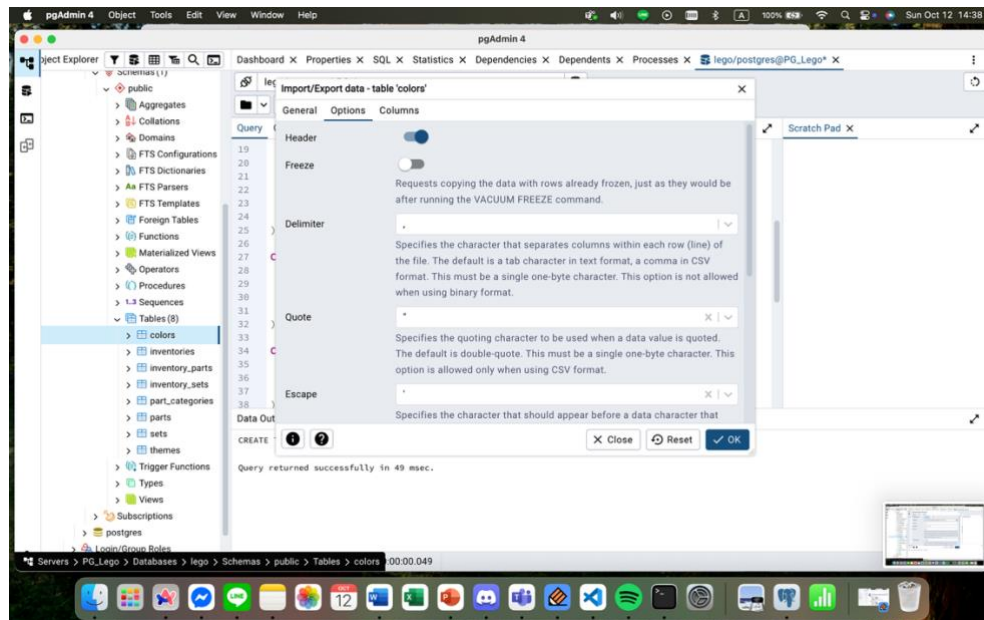 pgAdmin 4 Object Tools Edit View Window Help 100% Sun Oct 12 14:38
pgAdmin 4
ject Explorer
Dashboard Properties SQL Statistics Dependencies Dependents Processes lego/postgres@PG_Lego*
Schemas (1)
public
Aggregates
Collations
Domains
FTS Configurations
FTS Dictionaries
FTS Parsers
FTS Templates
Foreign Tables
Functions
Materialized Views
Operators
Procedures
1..3 Sequences
Tables (8)
colors
inventories
inventory_parts
inventory_sets
part_categories
parts
sets
themes
Trigger Functions
Types
Views
Subscriptions
postgres
Login/Group Roles
Query
19
20
21
22
23
24
25 )
26
27 C
28
29
30
31
32 )
33
34 C
35
36
37
38 )
Import/Export data - table 'colors'
General Options Columns
Header
Freeze
Requests copying the data with rows already frozen, just as they would be
after running the VACUUM FREEZE command.
Delimiter
,
Specifies the character that separates columns within each row (line) of
the file. The default is a tab character in text format, a comma in CSV
format. This must be a single one-byte character. This option is not allowed
when using binary format.
Quote
"
Specifies the quoting character to be used when a data value is quoted.
The default is double-quote. This must be a single one-byte character. This
option is allowed only when using CSV format.
Escape
'
Specifies the character that should appear before a data character that
Close Reset OK
Scratch Pad
Data Out
CREATE
Query returned successfully in 49 msec.
Servers > PG_Lego > Databases > lego > Schemas > public > Tables > colors :00:00.049
OCT
12